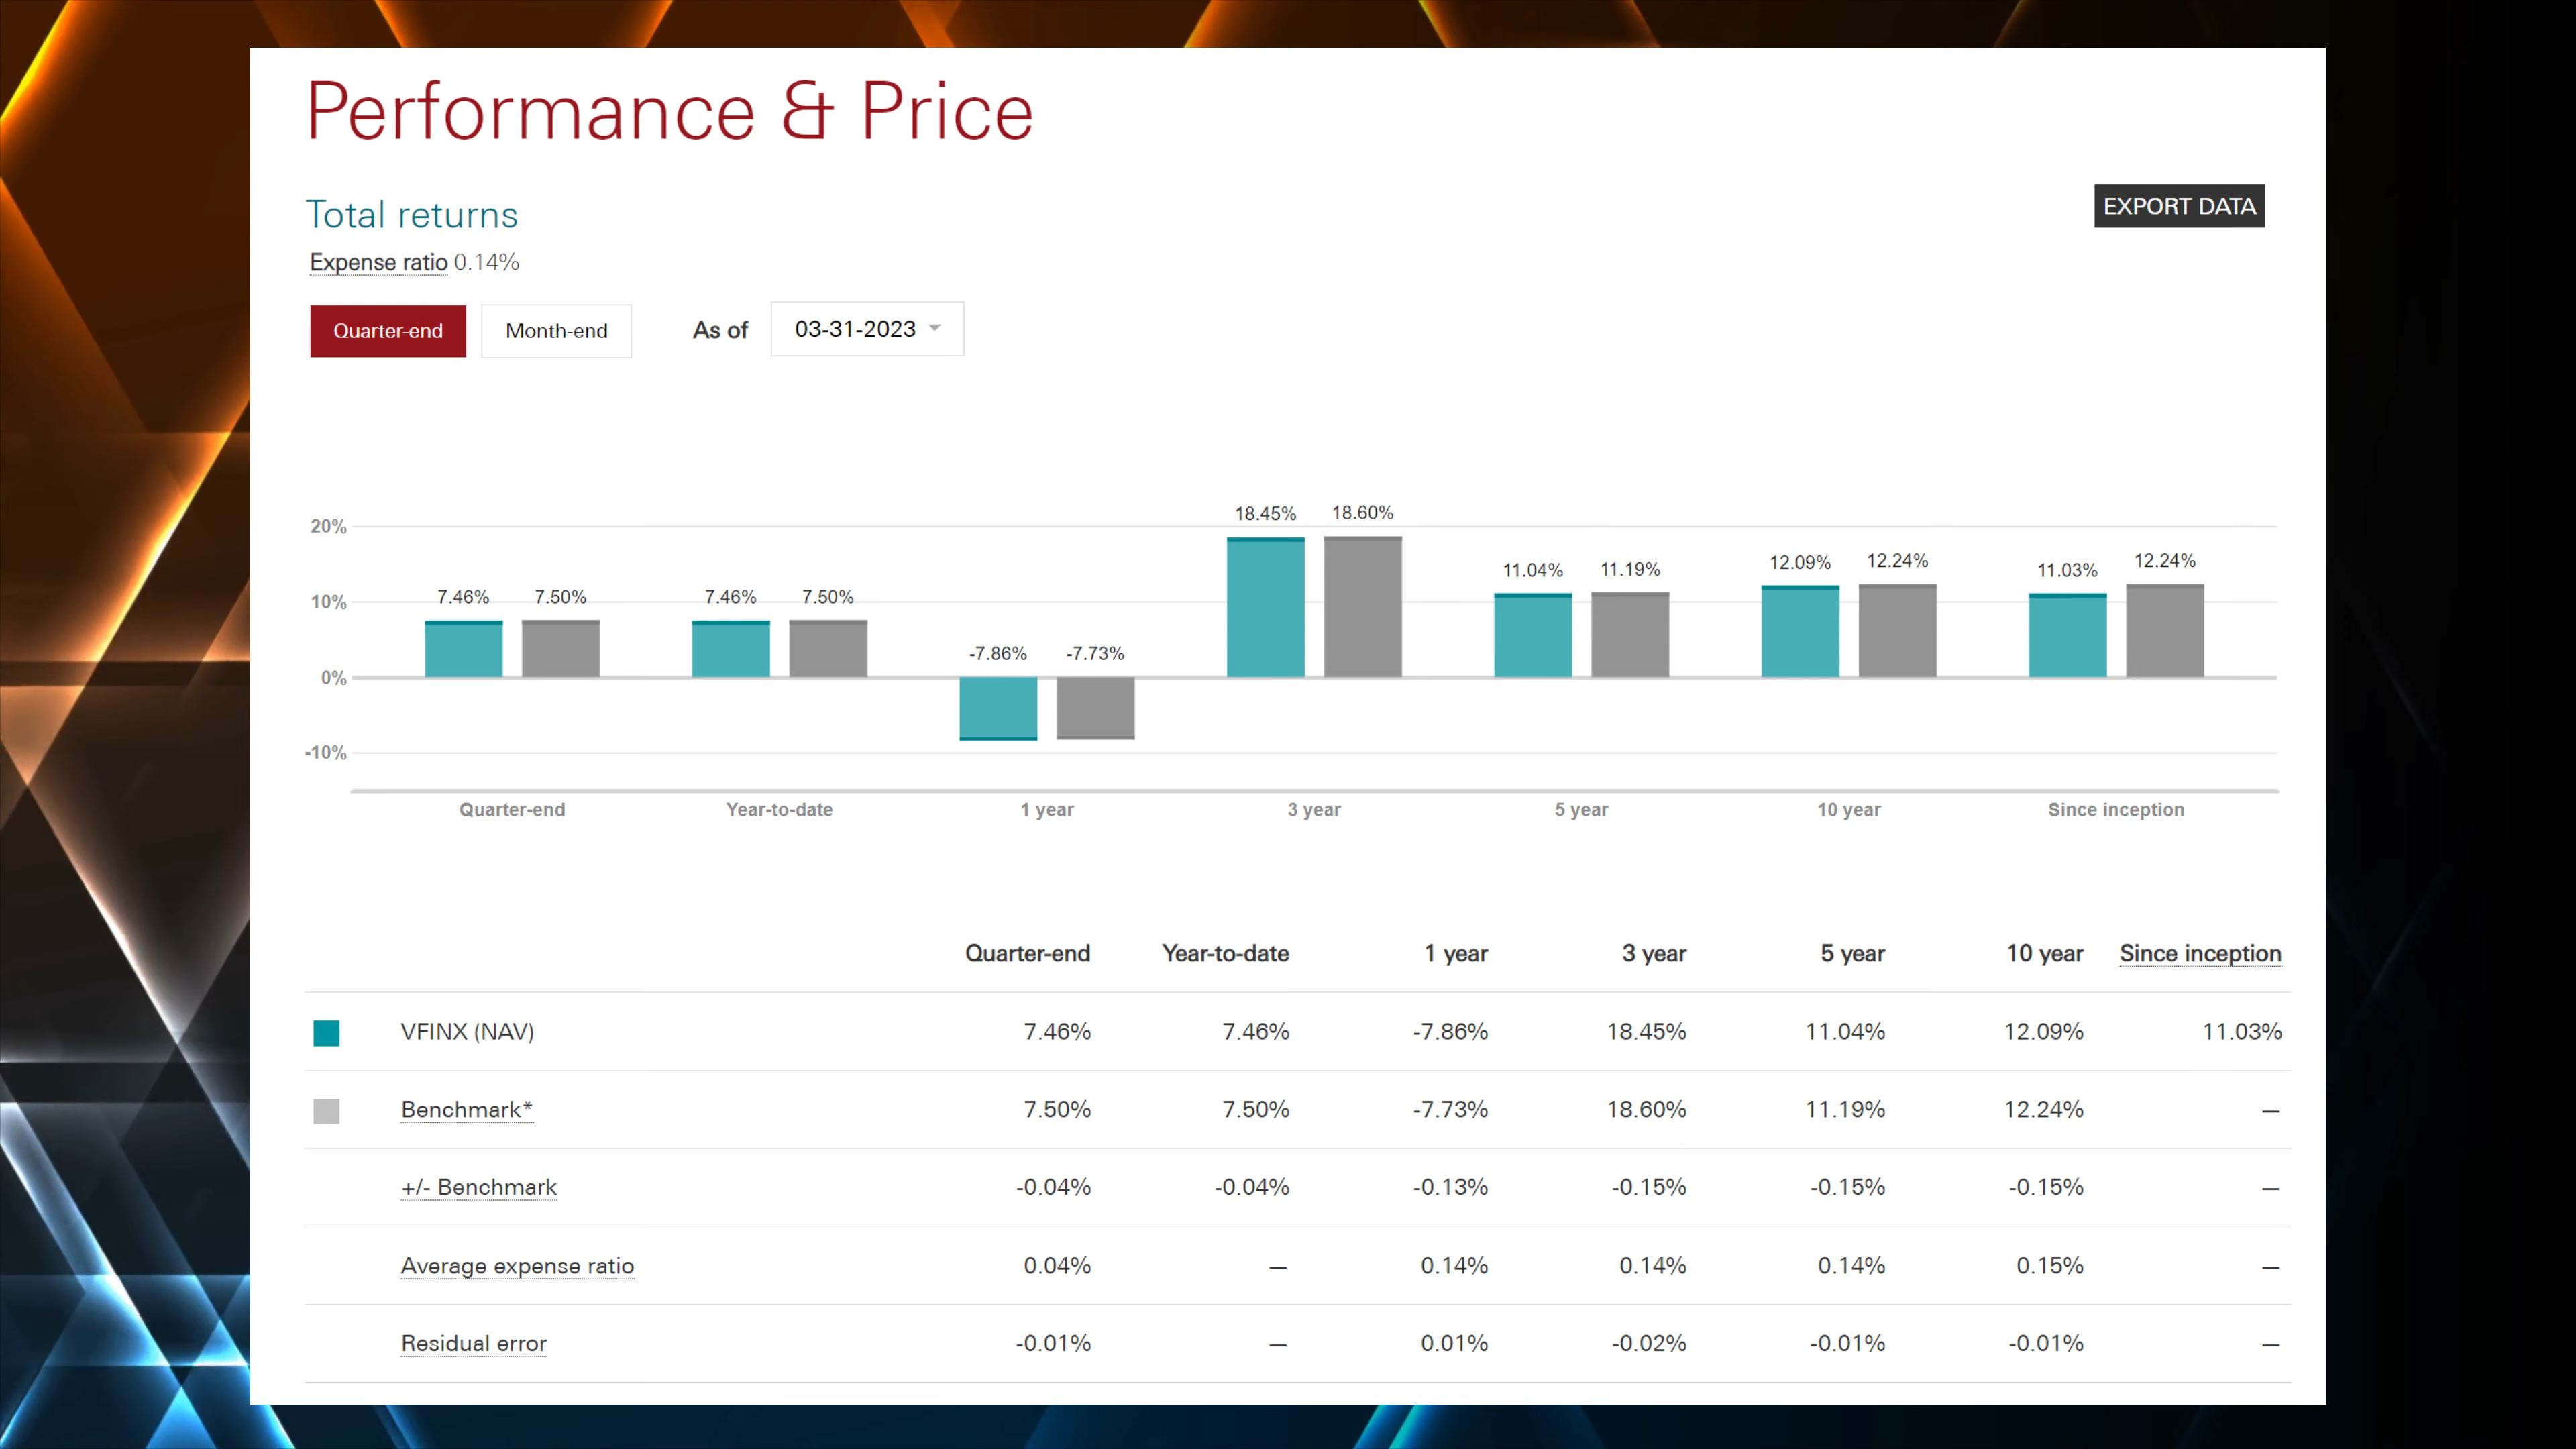 Performance & Price
Total returns
EXPORT DATA
Expense ratio 0.14%
Quarter-end Month-end As of 03-31-2023
18.45% 18.60%
20%
12.09% 12.24% 12.24%
11.04% 11.19% 11.03%
7.46% 7.50% 7.46% 7.50%
10%
-7.86% -7.73%
0%
-10%
Quarter-end Year-to-date 1 year 3 year 5 year 10 year Since inception
Quarter-end Year-to-date 1 year 3 year 5 year 10 year Since inception
VFINX (NAV) 7.46% 7.46% -7.86% 18.45% 11.04% 12.09% 11.03%
Benchmark* 7.50% 7.50% -7.73% 18.60% 11.19% 12.24% —
+/- Benchmark -0.04% -0.04% -0.13% -0.15% -0.15% -0.15% —
Average expense ratio 0.04% — 0.14% 0.14% 0.14% 0.15% —
Residual error -0.01% — 0.01% -0.02% -0.01% -0.01% —